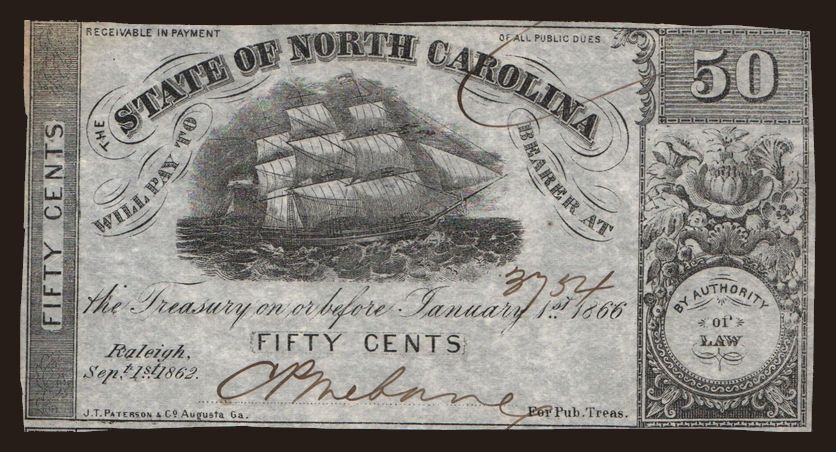 RECEIVABLE IN PAYMENT OF ALL PUBLIC DUES
THE STATE OF NORTH CAROLINA
50
WILL PAY TO BEARER AT
FIFTY CENTS
3754
the Treasury on or before January 1st 1866
BY AUTHORITY
OF
LAW
FIFTY CENTS
Raleigh,
Sept. 1st 1862.
C P Mebane
For Pub. Treas.
J.T. PATERSON & Co Augusta Ga.